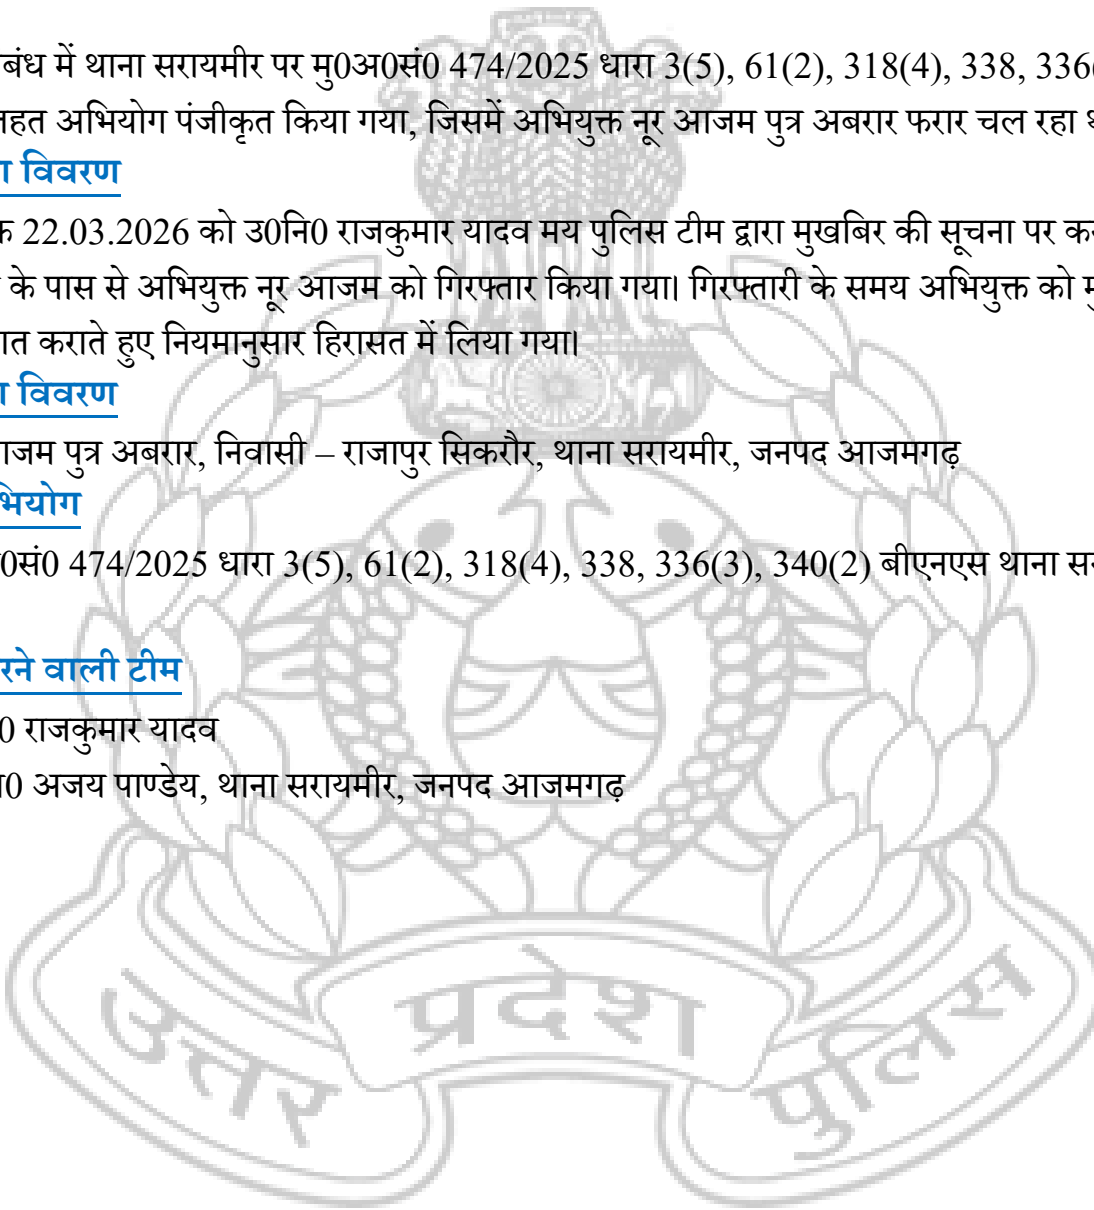 बंध में थाना सरायमीर पर मु0अ0सं0 474/2025 धारा 3(5), 61(2), 318(4), 338, 336
तहत अभियोग पंजीकृत किया गया, जिसमें अभियुक्त नूर आजम पुत्र अबरार फरार चल रहा
विवरण
22.03.2026 को उ0नि0 राजकुमार यादव मय पुलिस टीम द्वारा मुखबिर की सूचना पर
के पास से अभियुक्त नूर आजम को गिरफ्तार किया गया। गिरफ्तारी के समय अभियुक्त को
कराते हुए नियमानुसार हिरासत में लिया गया।
विवरण
आजम पुत्र अबरार, निवासी – राजापुर सिकरौर, थाना सरायमीर, जनपद आजमगढ़
भियोग
0सं0 474/2025 धारा 3(5), 61(2), 318(4), 338, 336(3), 340(2) बीएनएस थाना
रने वाली टीम
0 राजकुमार यादव
0 अजय पाण्डेय, थाना सरायमीर, जनपद आजमगढ़
उत्तर प्रदेश पुलिस